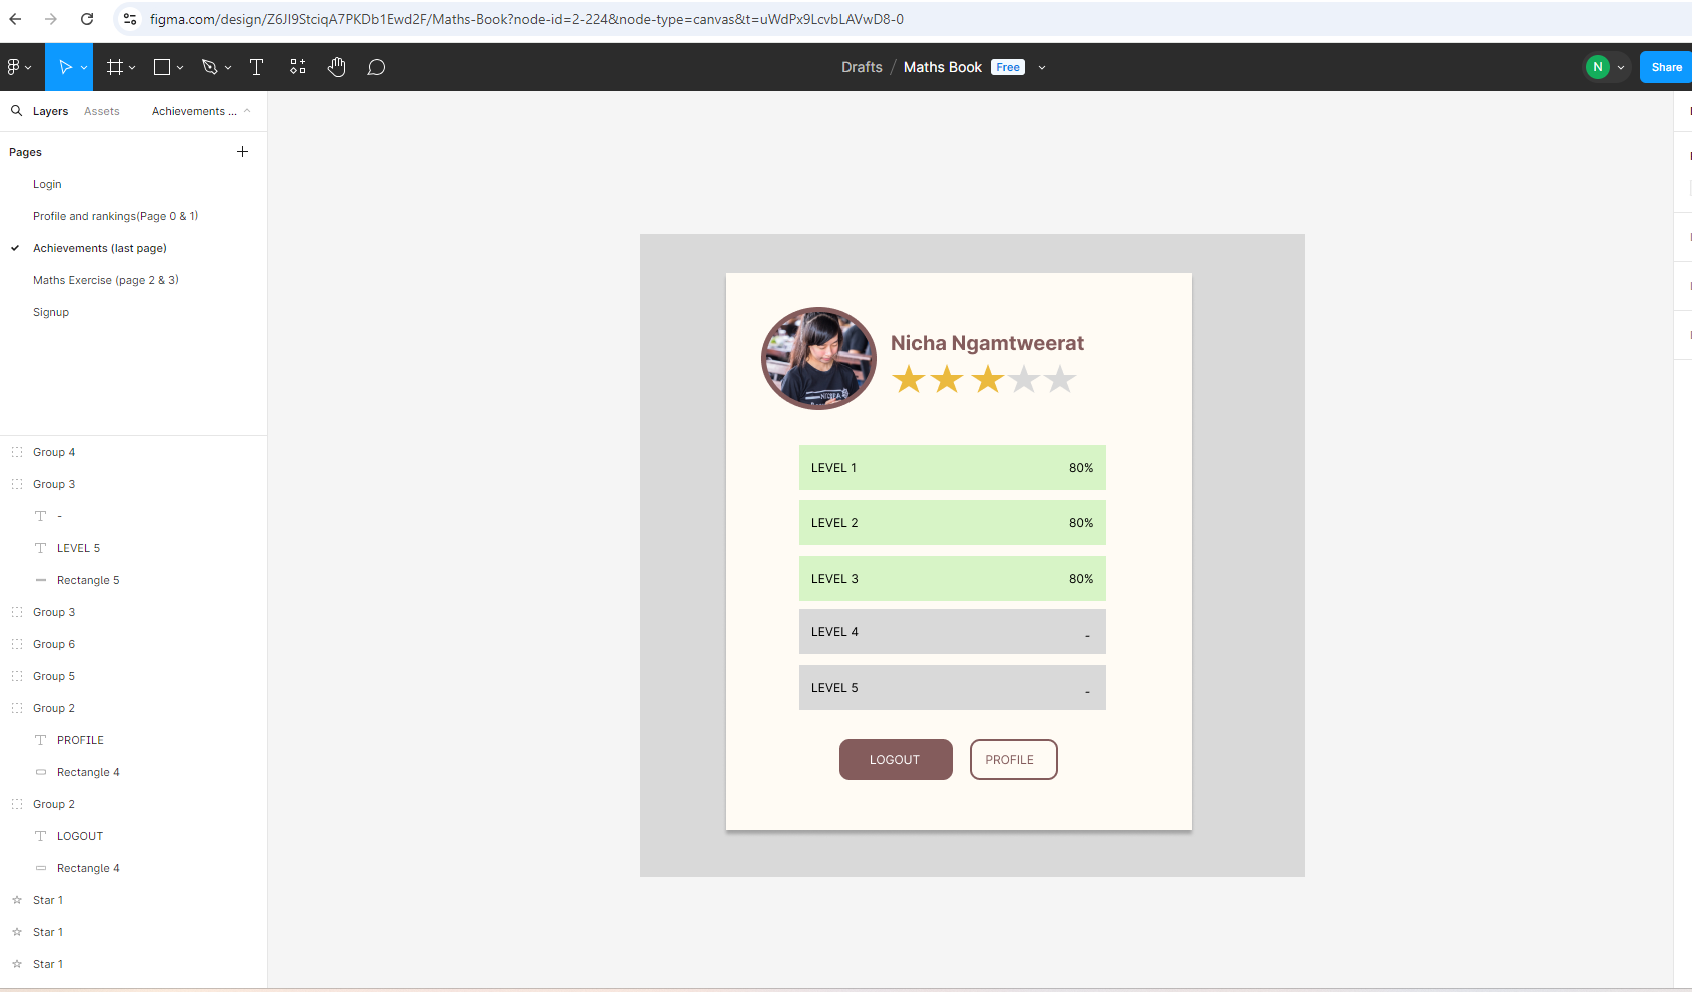 figma.com/design/Z6JI9StciqA7PKDb1Ewd2F/Maths-Book?node-id=2-224&node-type=canvas&t=uWdPx9LcvbLAVwD8-0
Drafts / Maths Book Free
N
Share
Layers Assets Achievements ...
Pages
Login
Profile and rankings(Page 0 & 1)
Achievements (last page)
Maths Exercise (page 2 & 3)
Signup
Group 4
Group 3
-
LEVEL 5
Rectangle 5
Group 3
Group 6
Group 5
Group 2
PROFILE
Rectangle 4
Group 2
LOGOUT
Rectangle 4
Star 1
Star 1
Star 1
Nicha Ngamtweerat
LEVEL 1 80%
LEVEL 2 80%
LEVEL 3 80%
LEVEL 4 -
LEVEL 5 -
LOGOUT PROFILE